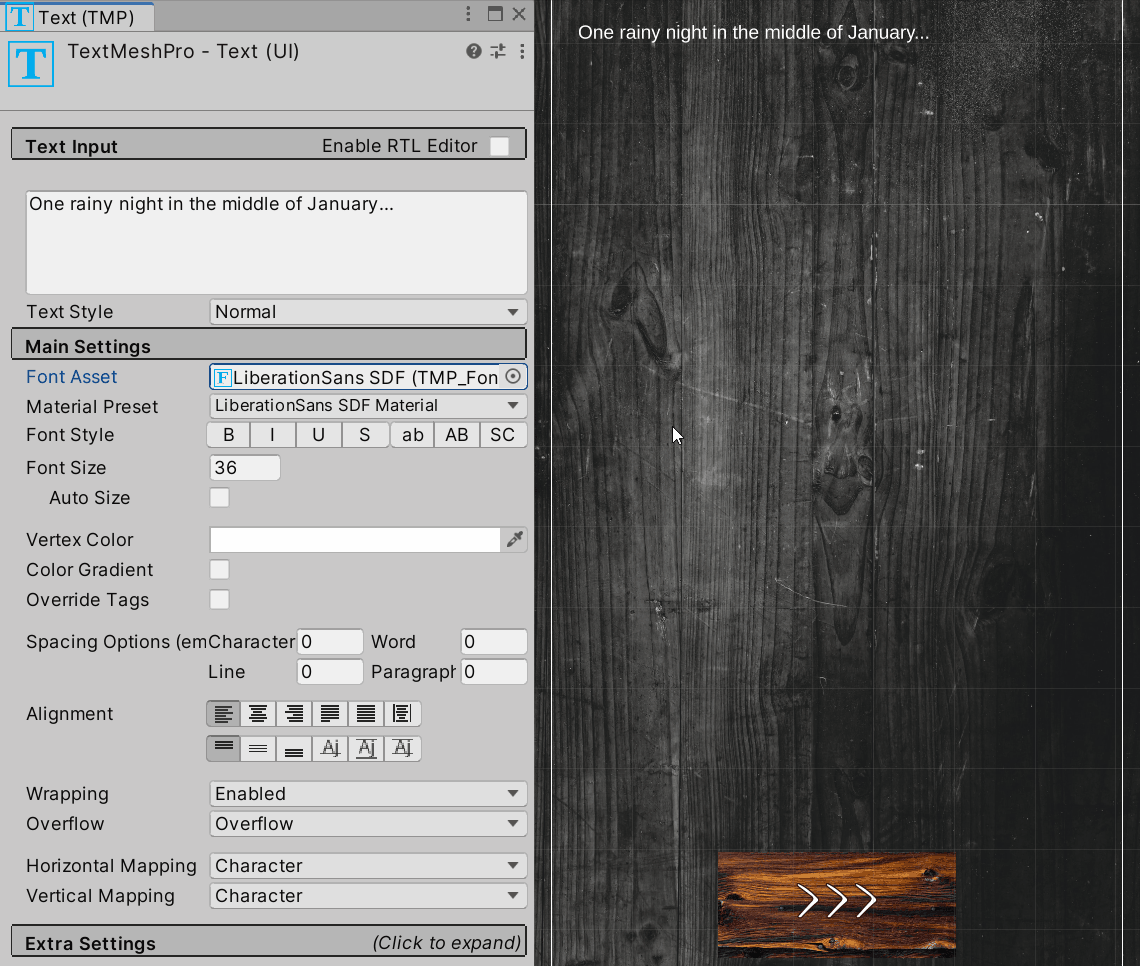 T Text (TMP)
T TextMeshPro - Text (UI)
Text Input Enable RTL Editor
One rainy night in the middle of January...
Text Style Normal
Main Settings
Font Asset F LiberationSans SDF (TMP_Fon
Material Preset LiberationSans SDF Material
Font Style B I U S ab AB SC
Font Size 36
Auto Size
Vertex Color
Color Gradient
Override Tags
Spacing Options (em Character 0 Word 0
Line 0 Paragraph 0
Alignment
Aj Aj Aj
Wrapping Enabled
Overflow Overflow
Horizontal Mapping Character
Vertical Mapping Character
Extra Settings (Click to expand)
One rainy night in the middle of January...